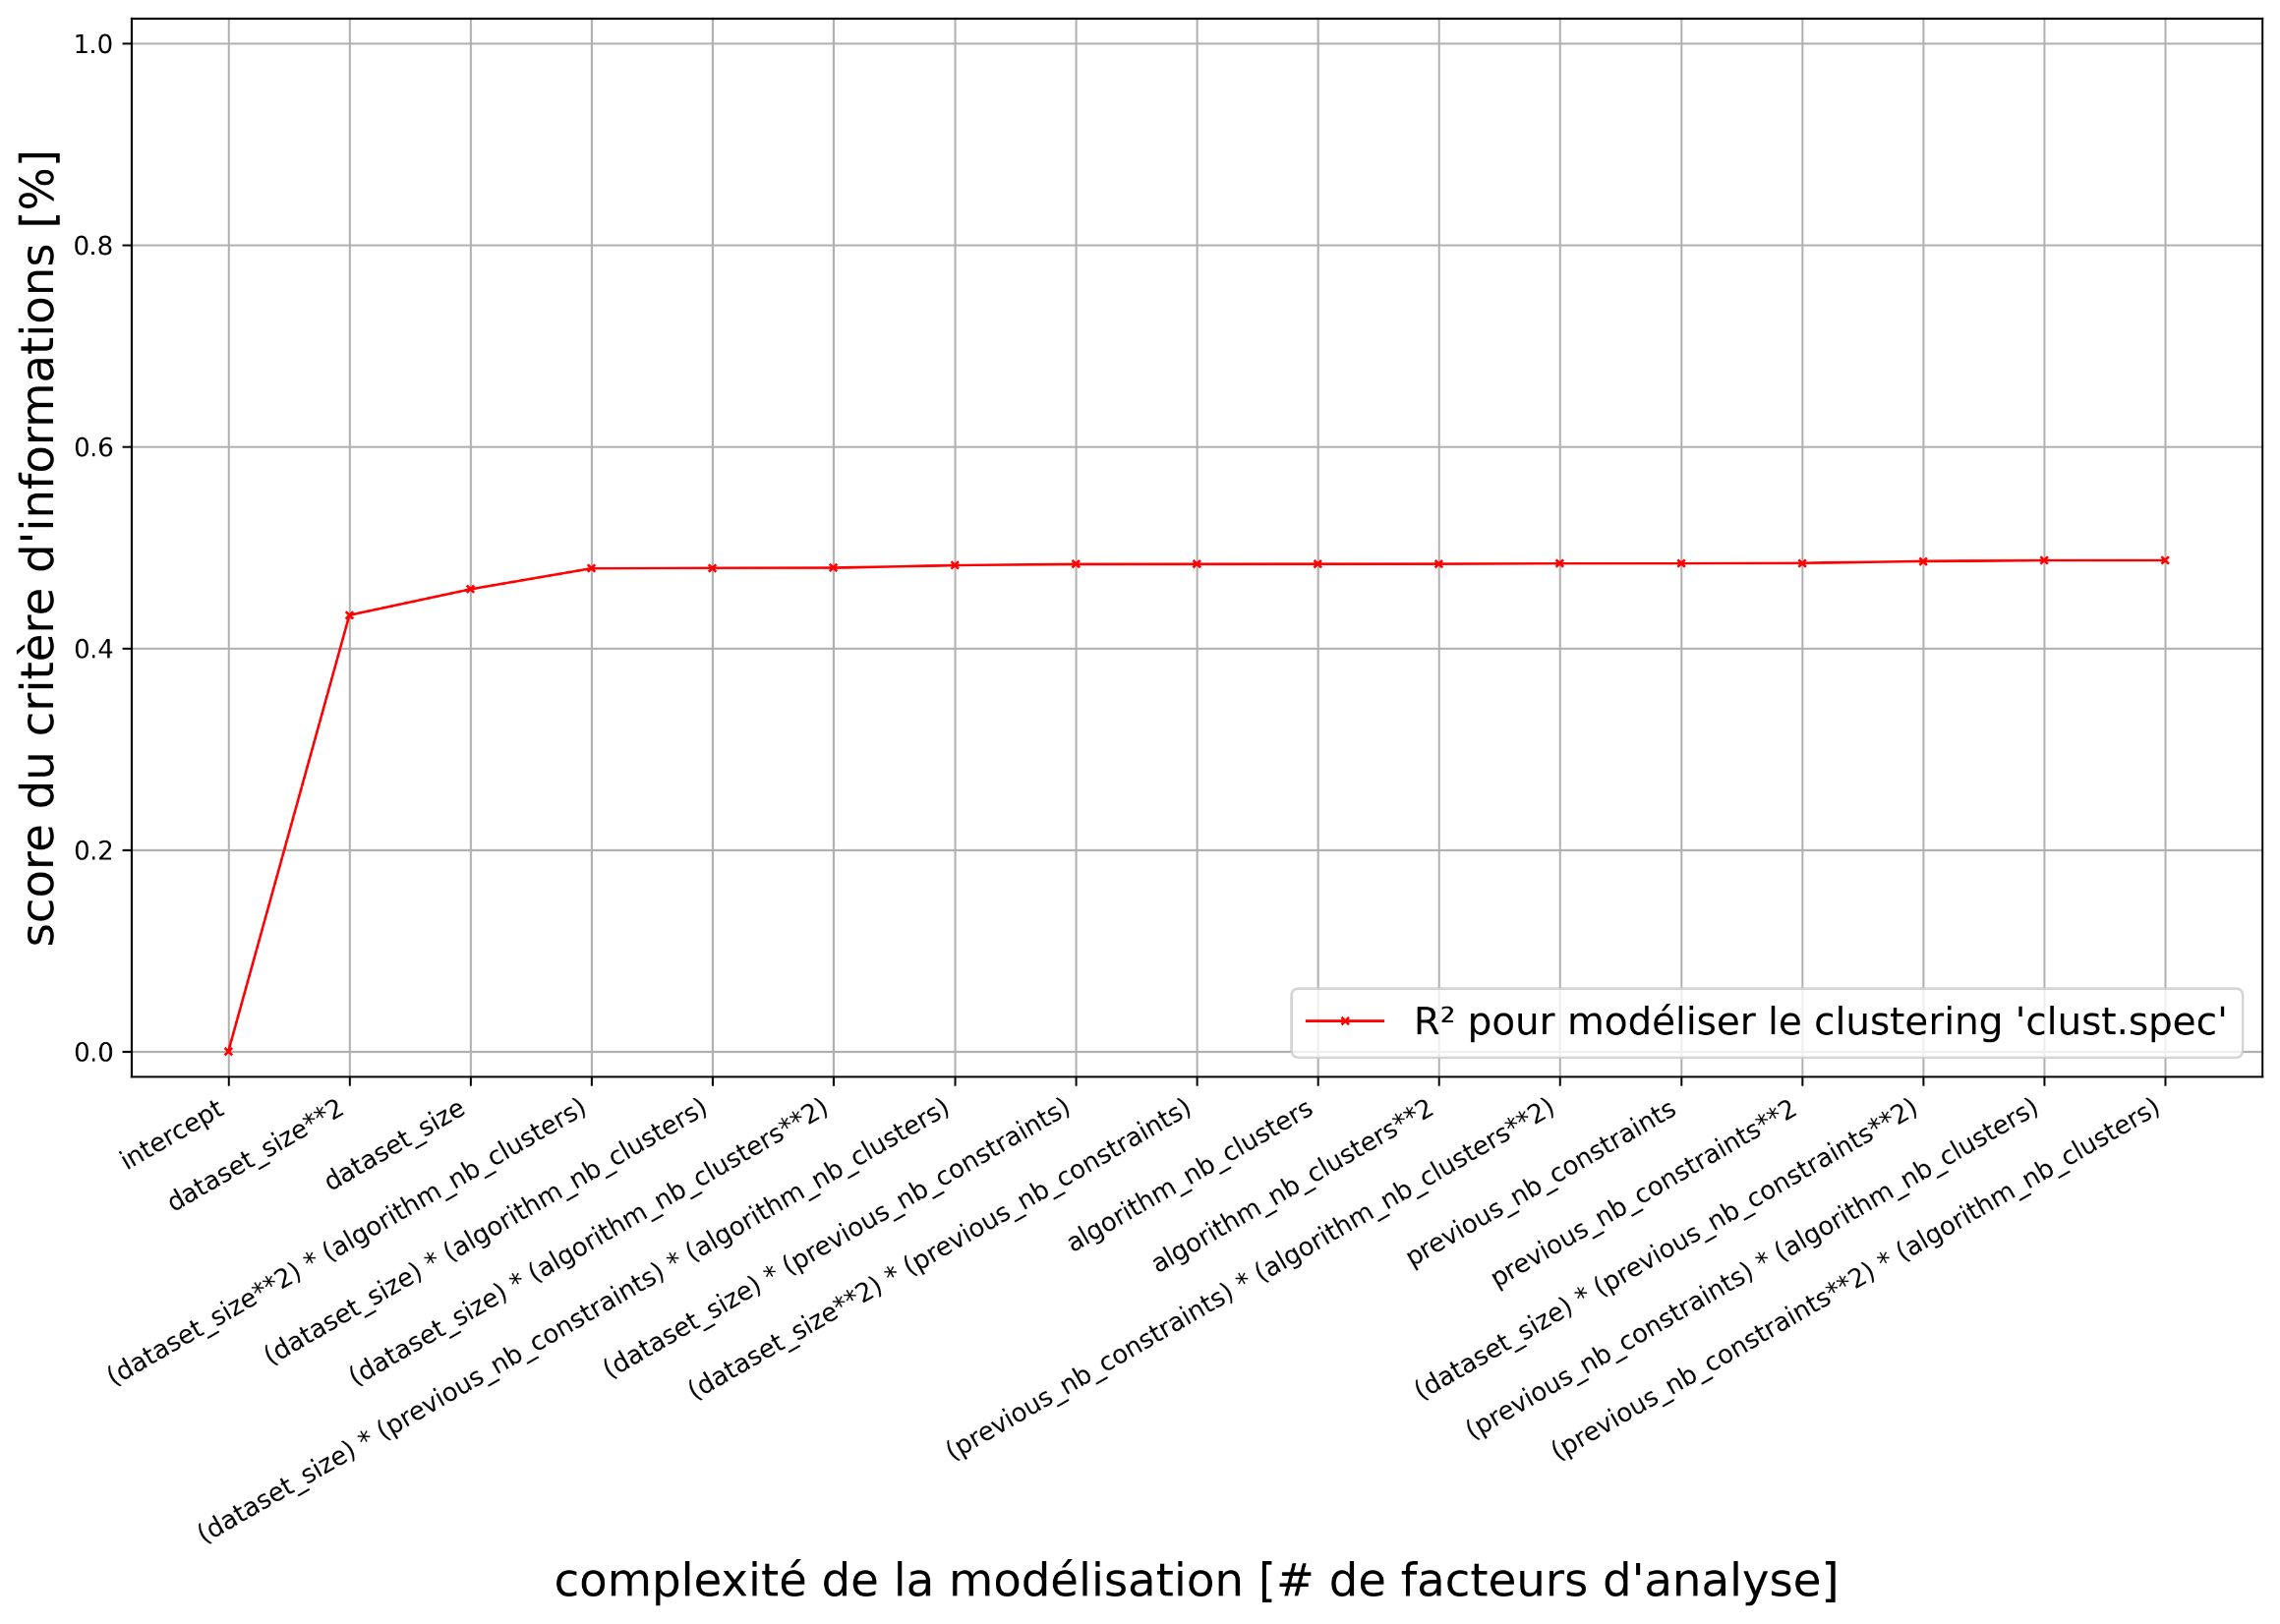 score du critère d'informations [%]
1.0
0.8
0.6
0.4
0.2
0.0
R² pour modéliser le clustering 'clust.spec'
intercept
dataset_size**2
dataset_size
(dataset_size**2) * (algorithm_nb_clusters)
(dataset_size) * (algorithm_nb_clusters)
(dataset_size) * (algorithm_nb_clusters**2)
(dataset_size) * (previous_nb_constraints) * (algorithm_nb_clusters)
(dataset_size) * (previous_nb_constraints)
(dataset_size**2) * (previous_nb_constraints)
algorithm_nb_clusters
algorithm_nb_clusters**2
(previous_nb_constraints) * (algorithm_nb_clusters**2)
previous_nb_constraints
previous_nb_constraints**2
(dataset_size) * (previous_nb_constraints**2)
(previous_nb_constraints) * (algorithm_nb_clusters)
(previous_nb_constraints**2) * (algorithm_nb_clusters)
complexité de la modélisation [# de facteurs d'analyse]